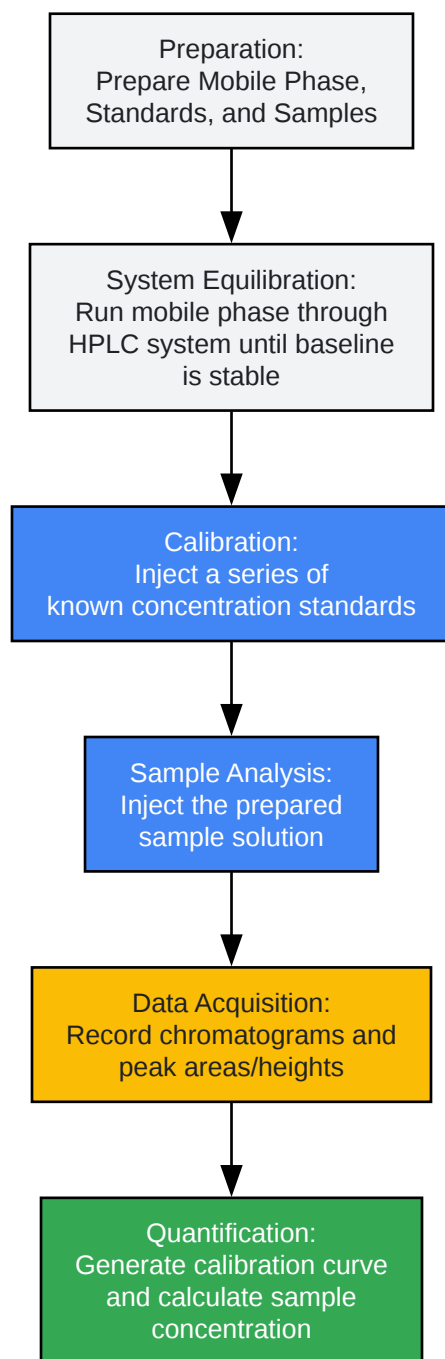 Preparation:
Prepare Mobile Phase,
Standards, and Samples
System Equilibration:
Run mobile phase through
HPLC system until baseline
is stable
Calibration:
Inject a series of
known concentration standards
Sample Analysis:
Inject the prepared
sample solution
Data Acquisition:
Record chromatograms and
peak areas/heights
Quantification:
Generate calibration curve
and calculate sample
concentration